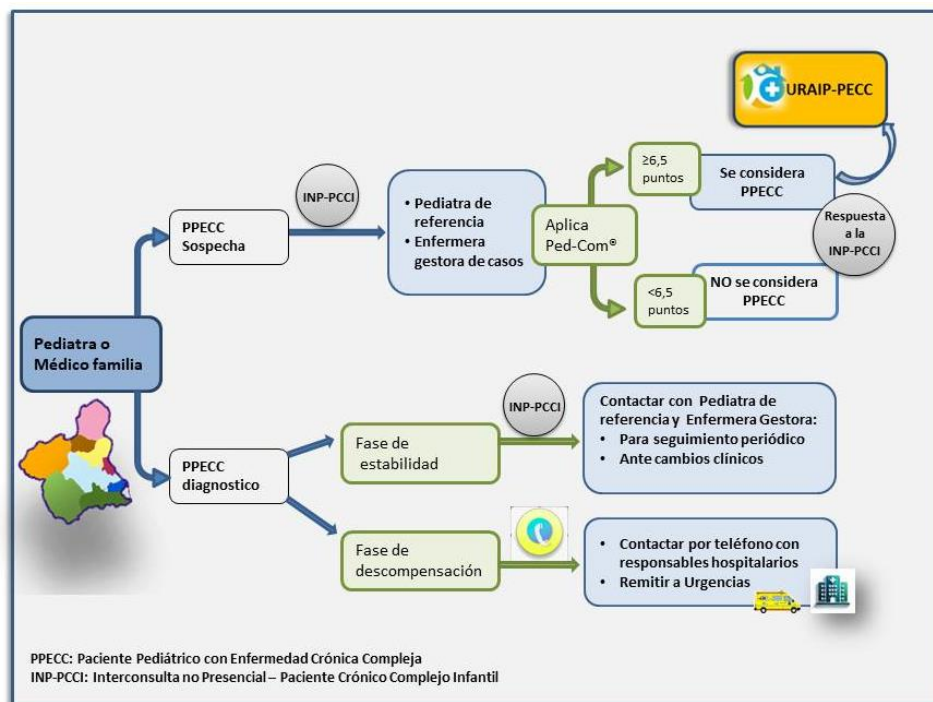 URAIP-PECC
INP-PCCI
≥6,5
puntos
Se considera
PPECC
PPECC
Sospecha
• Pediatra de
referencia
• Enfermera
gestora de casos
Aplica
Ped-Com®
Respuesta
a la
INP-PCCI
<6,5
puntos
NO se considera
PPECC
Pediatra o
Médico familia
INP-PCCI
Fase de
estabilidad
Contactar con Pediatra de
referencia y Enfermera Gestora:
• Para seguimiento periódico
• Ante cambios clínicos
PPECC
diagnostico
Fase de
descompensación
• Contactar por teléfono con
responsables hospitalarios
• Remitir a Urgencias
PPECC: Paciente Pediátrico con Enfermedad Crónica Compleja
INP-PCCI: Interconsulta no Presencial – Paciente Crónico Complejo Infantil